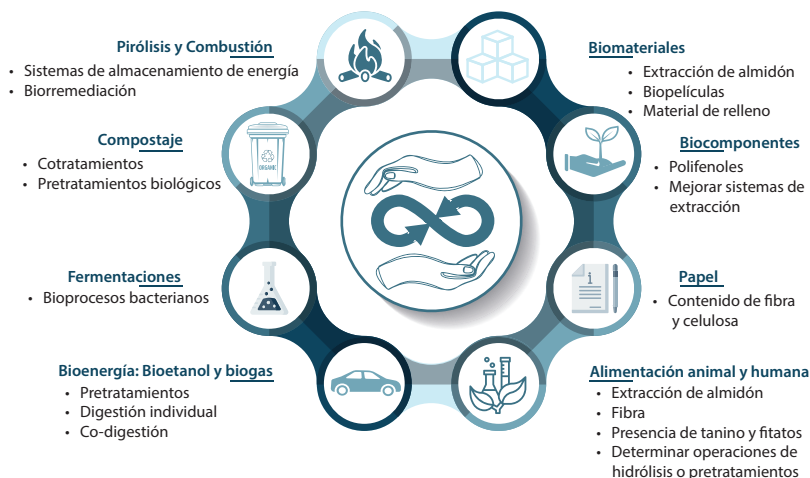 Pirólisis y Combustión
• Sistemas de almacenamiento de energía
• Biorremediación
Compostaje
• Cotratamientos
• Pretratamientos biológicos
Fermentaciones
• Bioprocesos bacterianos
Bioenergía: Bioetanol y biogas
• Pretratamientos
• Digestión individual
• Co-digestión
ORGANIC
Biomateriales
• Extracción de almidón
• Biopelículas
• Material de relleno
Biocomponentes
• Polifenoles
• Mejorar sistemas de
extracción
i
Papel
• Contenido de fibra
y celulosa
Alimentación animal y humana
• Extracción de almidón
• Fibra
• Presencia de tanino y fitatos
• Determinar operaciones de
hidrólisis o pretratamientos